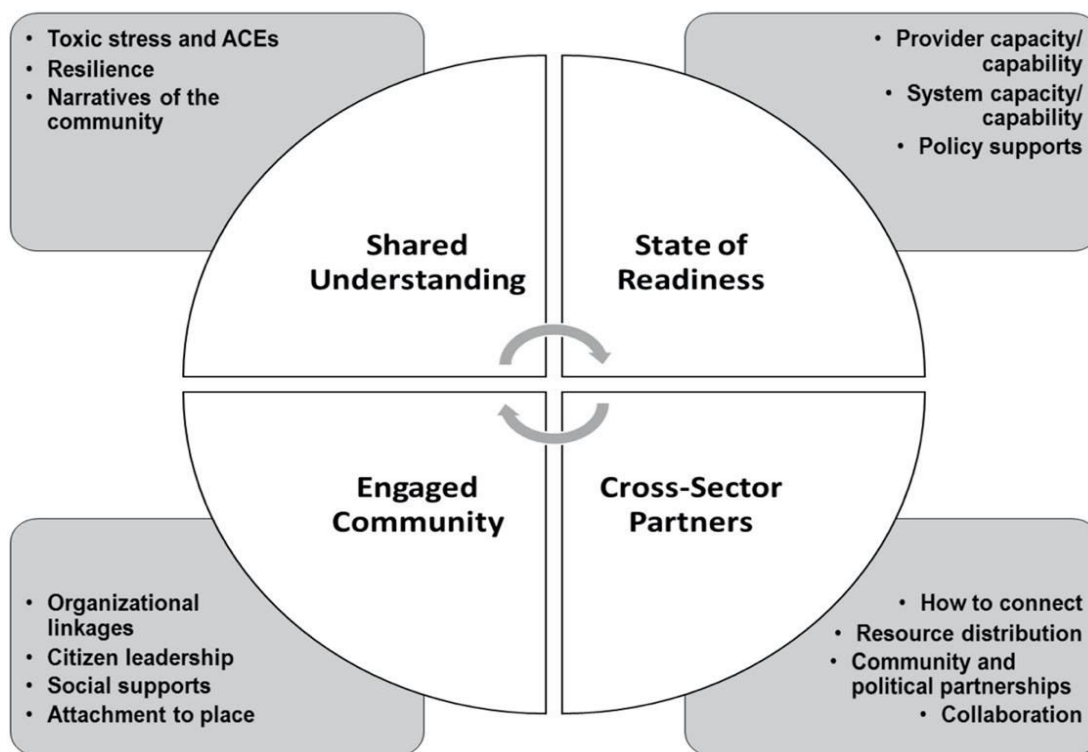 • Toxic stress and ACEs
• Resilience
• Narratives of the
community
• Provider capacity/
capability
• System capacity/
capability
• Policy supports
Shared
Understanding
State of
Readiness
Engaged
Community
Cross-Sector
Partners
• Organizational
linkages
• Citizen leadership
• Social supports
• Attachment to place
• How to connect
• Resource distribution
• Community and
political partnerships
• Collaboration